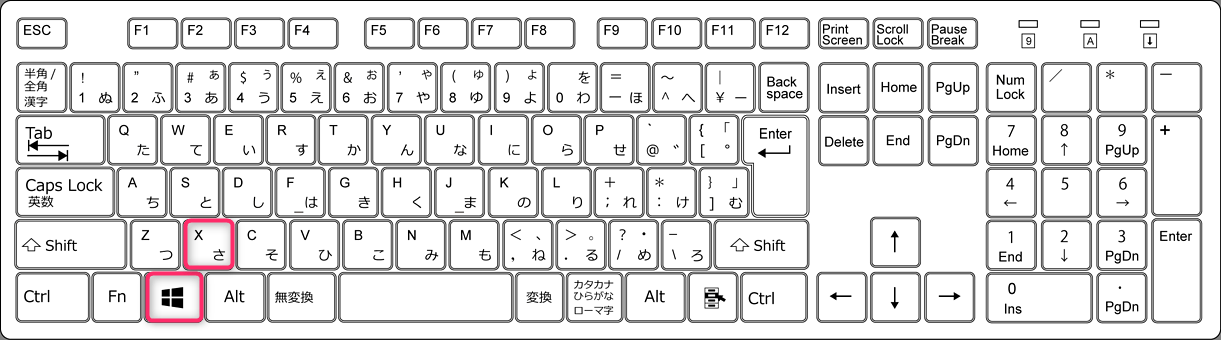 ESC F1 F2 F3 F4 F5 F6 F7 F8 F9 F10 F11 F12 Print Screen Scroll Lock Pause Break 9 A ↓
半角/全角 漢字 ! 1 ぬ " 2 ふ # ぁ 3 あ $ ぅ 4 う % ぇ 5 え & ぉ 6 お ' ゃ 7 や ( ゅ 8 ゆ ) ょ 9 よ を 0 わ = ー ほ ～ ^ へ | ¥ ー Back space Insert Home PgUp Num Lock ／ ＊ ー
Tab Q た W て E い R す T か Y ん U な I に O ら P せ ` @ ゛ { 「 [ ° Enter Delete End PgDn 7 Home 8 ↑ 9 PgUp +
Caps Lock 英数 A ち S と D し F _は G き H く J _ま K の L り + ; れ * : け } 」 ] む 4 ← 5 6 →
Shift Z つ X さ C そ V ひ B こ N み M も < 、 , ね > 。 . る ? ・ / め _ \ ろ Shift ↑ 1 End 2 ↓ 3 PgDn Enter
Ctrl Fn Alt 無変換 変換 カタカナ ひらがな ローマ字 Alt Ctrl ← ↓ → 0 Ins . PgDn